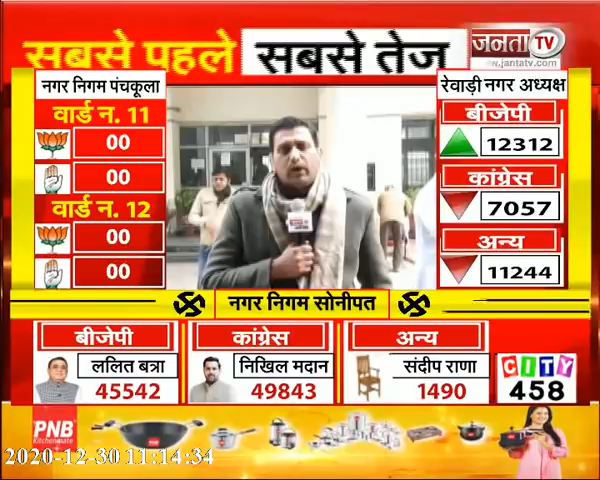 सबसे पहले सबसे तेज
जनता TV
www.jantatv.com
नगर निगम पंचकूला
वार्ड न. 11
00
00
वार्ड न. 12
00
00
रेवाड़ी नगर अध्यक्ष
बीजेपी
12312
कांग्रेस
7057
अन्य
11244
नगर निगम सोनीपत
बीजेपी
ललित बत्रा
45542
कांग्रेस
निखिल मदान
49843
अन्य
संदीप राणा
1490
CITY
458
PNB
Kitchenmate
2020-12-30 11:14:34